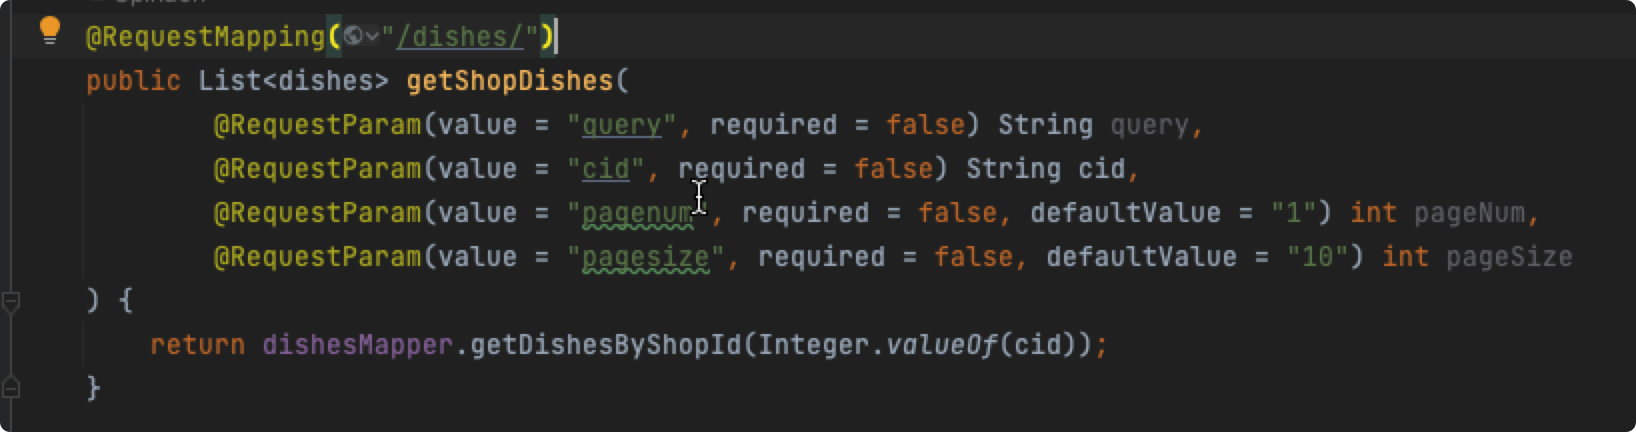 @RequestMapping("/dishes/")
public List<dishes> getShopDishes(
@RequestParam(value = "query", required = false) String query,
@RequestParam(value = "cid", required = false) String cid,
@RequestParam(value = "pagenum", required = false, defaultValue = "1") int pageNum,
@RequestParam(value = "pagesize", required = false, defaultValue = "10") int pageSize
) {
return dishesMapper.getDishesByShopId(Integer.valueOf(cid));
}